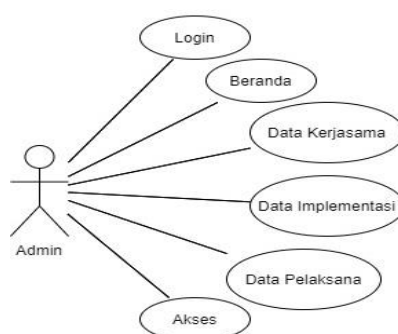 Login
Beranda
Data Kerjasama
Data Implementasi
Admin
Data Pelaksana
Akses